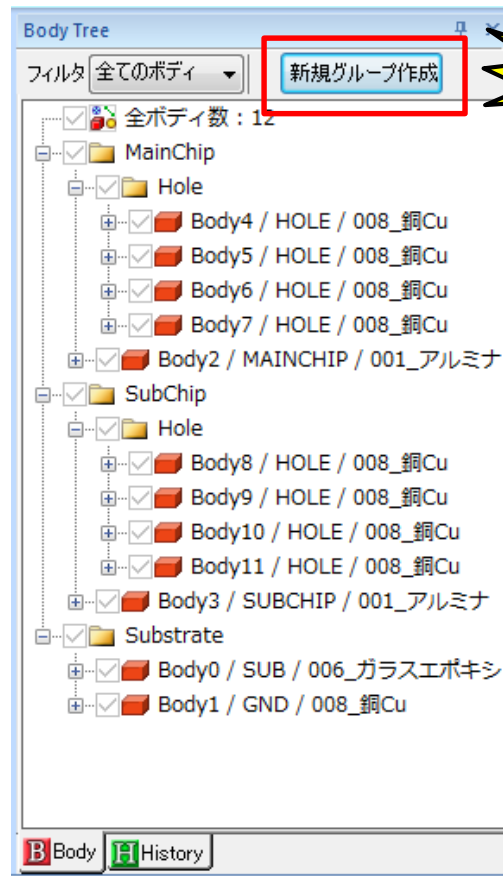 Body Tree
フィルタ 全てのボディ 新規グループ作成
全ボディ数：12
MainChip
Hole
Body4 / HOLE / 008_銅Cu
Body5 / HOLE / 008_銅Cu
Body6 / HOLE / 008_銅Cu
Body7 / HOLE / 008_銅Cu
Body2 / MAINCHIP / 001_アルミナ
SubChip
Hole
Body8 / HOLE / 008_銅Cu
Body9 / HOLE / 008_銅Cu
Body10 / HOLE / 008_銅Cu
Body11 / HOLE / 008_銅Cu
Body3 / SUBCHIP / 001_アルミナ
Substrate
Body0 / SUB / 006_ガラスエポキシ
Body1 / GND / 008_銅Cu
B Body H History